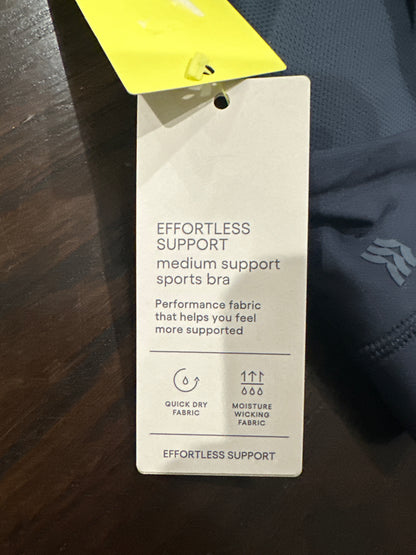 EFFORTLESS
SUPPORT
medium support
sports bra
Performance fabric
that helps you feel
more supported
QUICK DRY
FABRIC
MOISTURE
WICKING
FABRIC
EFFORTLESS SUPPORT